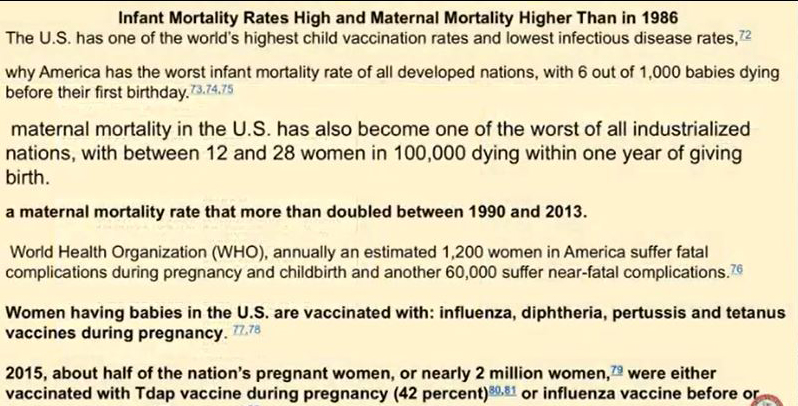 Infant Mortality Rates High and Maternal Mortality Higher Than in 1986
The U.S. has one of the world's highest child vaccination rates and lowest infectious disease rates,72
why America has the worst infant mortality rate of all developed nations, with 6 out of 1,000 babies dying
before their first birthday.73,74,75
maternal mortality in the U.S. has also become one of the worst of all industrialized
nations, with between 12 and 28 women in 100,000 dying within one year of giving
birth.
a maternal mortality rate that more than doubled between 1990 and 2013.
World Health Organization (WHO), annually an estimated 1,200 women in America suffer fatal
complications during pregnancy and childbirth and another 60,000 suffer near-fatal complications.76
Women having babies in the U.S. are vaccinated with: influenza, diphtheria, pertussis and tetanus
vaccines during pregnancy. 77,78
2015, about half of the nation's pregnant women, or nearly 2 million women,79 were either
vaccinated with Tdap vaccine during pregnancy (42 percent)80,81 or influenza vaccine before or